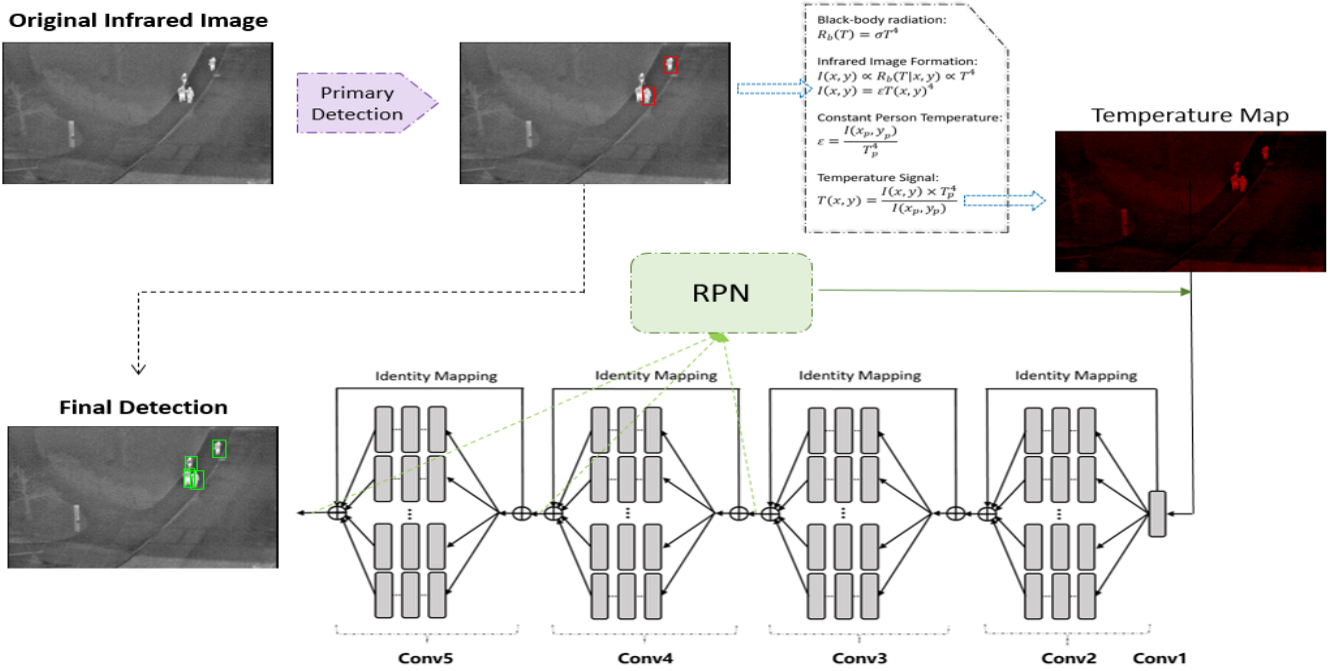 Original Infrared Image
Primary
Detection
Black-body radiation:
R_b(T) = σT^4
Infrared Image Formation:
I(x, y) ∝ R_b(T|x, y) ∝ T^4
I(x, y) = εT(x, y)^4
Constant Person Temperature:
ε = I(x_p, y_p) / T_p^4
Temperature Signal:
T(x, y) = I(x, y) × T_p^4 / I(x_p, y_p)
Temperature Map
RPN
Identity Mapping
Identity Mapping
Identity Mapping
Identity Mapping
Final Detection
Conv5
Conv4
Conv3
Conv2
Conv1